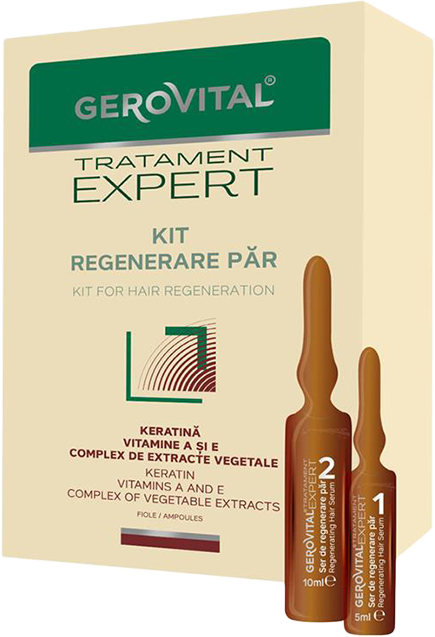 GEROVITAL®
TRATAMENT
EXPERT
KIT
REGENERARE PĂR
KIT FOR HAIR REGENERATION
KERATINĂ
VITAMINE A ȘI E
COMPLEX DE EXTRACTE VEGETALE
KERATIN
VITAMINS A AND E
COMPLEX OF VEGETABLE EXTRACTS
FIOLE / AMPOULES
TRATAMENT
GEROVITAL EXPERT
Ser de regenerare păr 2
Regenerating Hair Serum
10ml e
TRATAMENT
GEROVITAL EXPERT
Ser de regenerare păr 1
Regenerating Hair Serum
5ml e